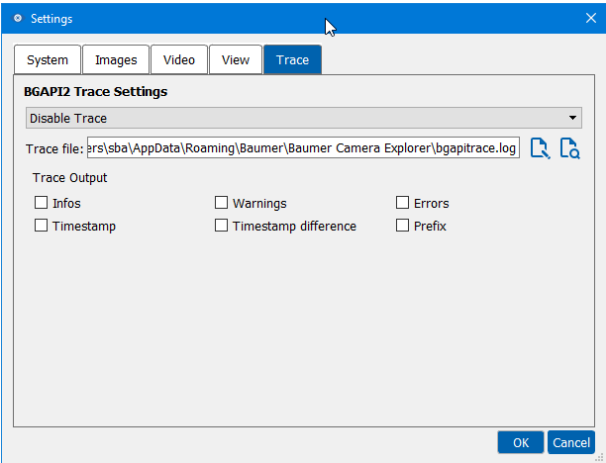 Settings
System Images Video View Trace
BGAPI2 Trace Settings
Disable Trace
Trace file: ers\sba\AppData\Roaming\Baumer\Baumer Camera Explorer\bgapitrace.log
Trace Output
Infos Warnings Errors
Timestamp Timestamp difference Prefix
OK Cancel